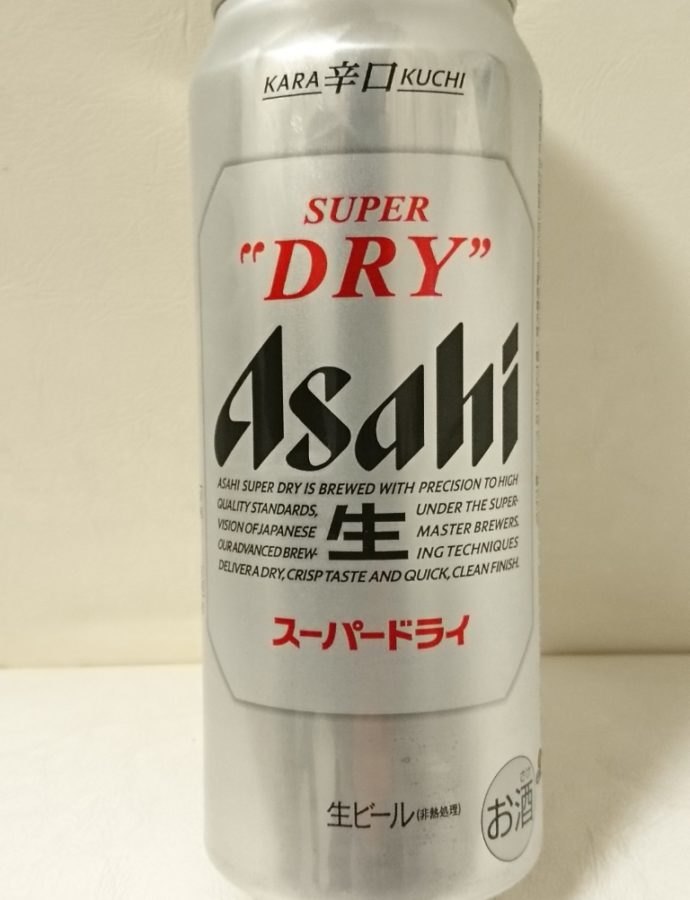 KARA 辛口 KUCHI
SUPER
"DRY"
Asahi
ASAHI SUPER DRY IS BREWED WITH PRECISION TO HIGH
QUALITY STANDARDS, UNDER THE SUPER-
VISION OF JAPANESE 生 MASTER BREWERS.
OUR ADVANCED BREW- ING TECHNIQUES
DELIVER A DRY, CRISP TASTE AND QUICK, CLEAN FINISH.
スーパードライ
生ビール(非熱処理)
さけ
お酒